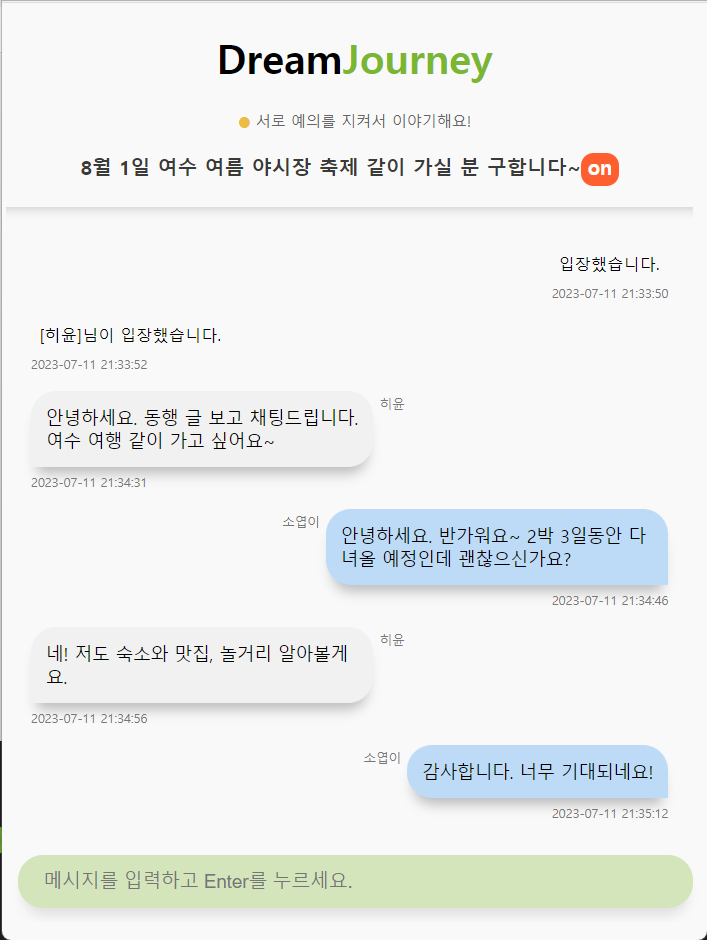 DreamJourney
서로 예의를 지켜서 이야기해요!
8월 1일 여수 여름 야시장 축제 같이 가실 분 구합니다~on
입장했습니다.
2023-07-11 21:33:50
[히윤]님이 입장했습니다.
2023-07-11 21:33:52
안녕하세요. 동행 글 보고 채팅드립니다.
여수 여행 같이 가고 싶어요~
히윤
2023-07-11 21:34:31
소엽이
안녕하세요. 반가워요~ 2박 3일동안 다
녀올 예정인데 괜찮으신가요?
2023-07-11 21:34:46
네! 저도 숙소와 맛집, 놀거리 알아볼게
요.
히윤
2023-07-11 21:34:56
소엽이
감사합니다. 너무 기대되네요!
2023-07-11 21:35:12
메시지를 입력하고 Enter를 누르세요.